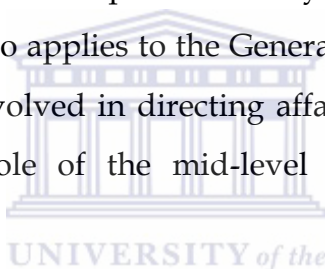 o applies to the Genera
volved in directing affa
ole of the mid-level
UNIVERSITY of the